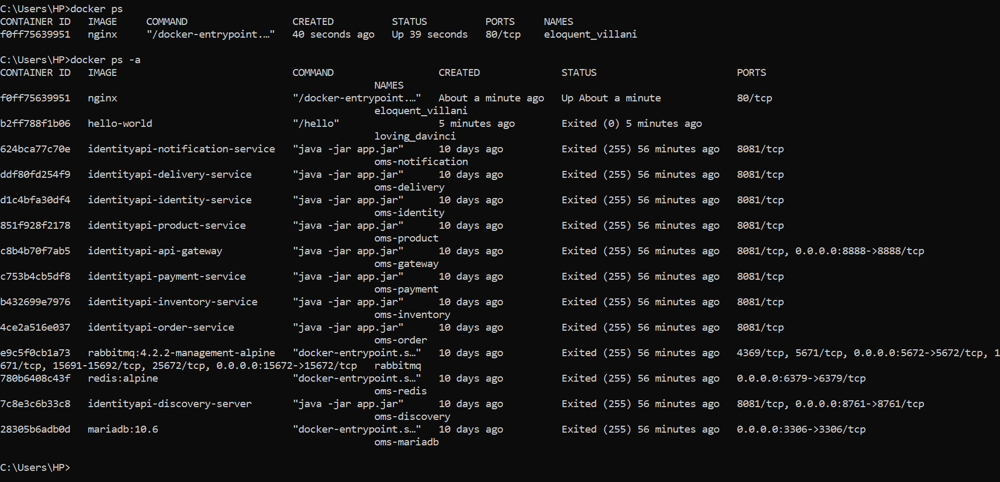 C:\Users\HP>docker ps
CONTAINER ID   IMAGE     COMMAND                  CREATED          STATUS          PORTS     NAMES
f0ff75639951   nginx     "/docker-entrypoint.…"   40 seconds ago   Up 39 seconds   80/tcp    eloquent_villani
C:\Users\HP>docker ps -a
CONTAINER ID   IMAGE                              COMMAND                  CREATED              STATUS                        PORTS
NAMES
f0ff75639951   nginx                              "/docker-entrypoint.…"   About a minute ago   Up About a minute             80/tcp
eloquent_villani
b2ff788f1b06   hello-world                        "/hello"                 5 minutes ago        Exited (0) 5 minutes ago
loving_davinci
624bca77c70e   identityapi-notification-service   "java -jar app.jar"      10 days ago          Exited (255) 56 minutes ago   8081/tcp
oms-notification
ddf80fd254f9   identityapi-delivery-service       "java -jar app.jar"      10 days ago          Exited (255) 56 minutes ago   8081/tcp
oms-delivery
d1c4bfa30df4   identityapi-identity-service       "java -jar app.jar"      10 days ago          Exited (255) 56 minutes ago   8081/tcp
oms-identity
851f928f2178   identityapi-product-service        "java -jar app.jar"      10 days ago          Exited (255) 56 minutes ago   8081/tcp
oms-product
c8b4b70f7ab5   identityapi-api-gateway            "java -jar app.jar"      10 days ago          Exited (255) 56 minutes ago   8081/tcp, 0.0.0.0:8888->8888/tcp
oms-gateway
c753b4cb5df8   identityapi-payment-service        "java -jar app.jar"      10 days ago          Exited (255) 56 minutes ago   8081/tcp
oms-payment
b432699e7976   identityapi-inventory-service      "java -jar app.jar"      10 days ago          Exited (255) 56 minutes ago   8081/tcp
oms-inventory
4ce2a516e037   identityapi-order-service          "java -jar app.jar"      10 days ago          Exited (255) 56 minutes ago   8081/tcp
oms-order
e9c5f0cb1a73   rabbitmq:4.2.2-management-alpine   "docker-entrypoint.s…"   10 days ago          Exited (255) 56 minutes ago   4369/tcp, 5671/tcp, 0.0.0.0:5672->5672/tcp, 1
671/tcp, 15691-15692/tcp, 25672/tcp, 0.0.0.0:15672->15672/tcp   rabbitmq
780b6408c43f   redis:alpine                       "docker-entrypoint.s…"   10 days ago          Exited (255) 56 minutes ago   0.0.0.0:6379->6379/tcp
oms-redis
7c8e3c6b33c8   identityapi-discovery-server       "java -jar app.jar"      10 days ago          Exited (255) 56 minutes ago   8081/tcp, 0.0.0.0:8761->8761/tcp
oms-discovery
28305b6adb0d   mariadb:10.6                       "docker-entrypoint.s…"   10 days ago          Exited (255) 56 minutes ago   0.0.0.0:3306->3306/tcp
oms-mariadb
C:\Users\HP>